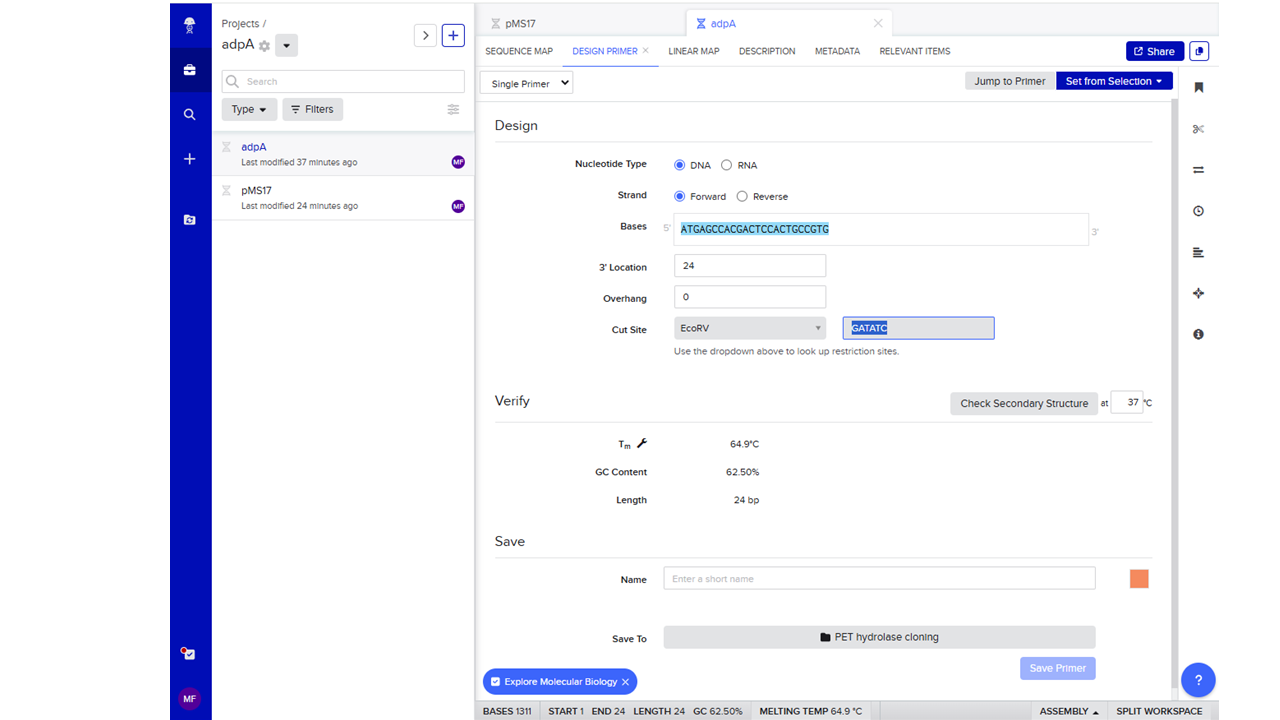 Projects /
adpA
Search
Type
Filters
adpA
Last modified 37 minutes ago
MF
pMS17
Last modified 24 minutes ago
MF
MF
pMS17
adpA
SEQUENCE MAP
DESIGN PRIMER
LINEAR MAP
DESCRIPTION
METADATA
RELEVANT ITEMS
Share
Single Primer
Jump to Primer
Set from Selection
Design
Nucleotide Type
DNA
RNA
Strand
Forward
Reverse
Bases
5'
ATGAGCCACGACTCCACTGCCGTG
3'
3' Location
24
Overhang
0
Cut Site
EcoRV
GATATC
Use the dropdown above to look up restriction sites.
Verify
Check Secondary Structure
at
37
°C
Tm
64.9°C
GC Content
62.50%
Length
24 bp
Save
Name
Enter a short name
Save To
PET hydrolase cloning
Save Primer
Explore Molecular Biology
?
BASES 1311
START 1 END 24 LENGTH 24 GC 62.50%
MELTING TEMP 64.9 °C
ASSEMBLY
SPLIT WORKSPACE